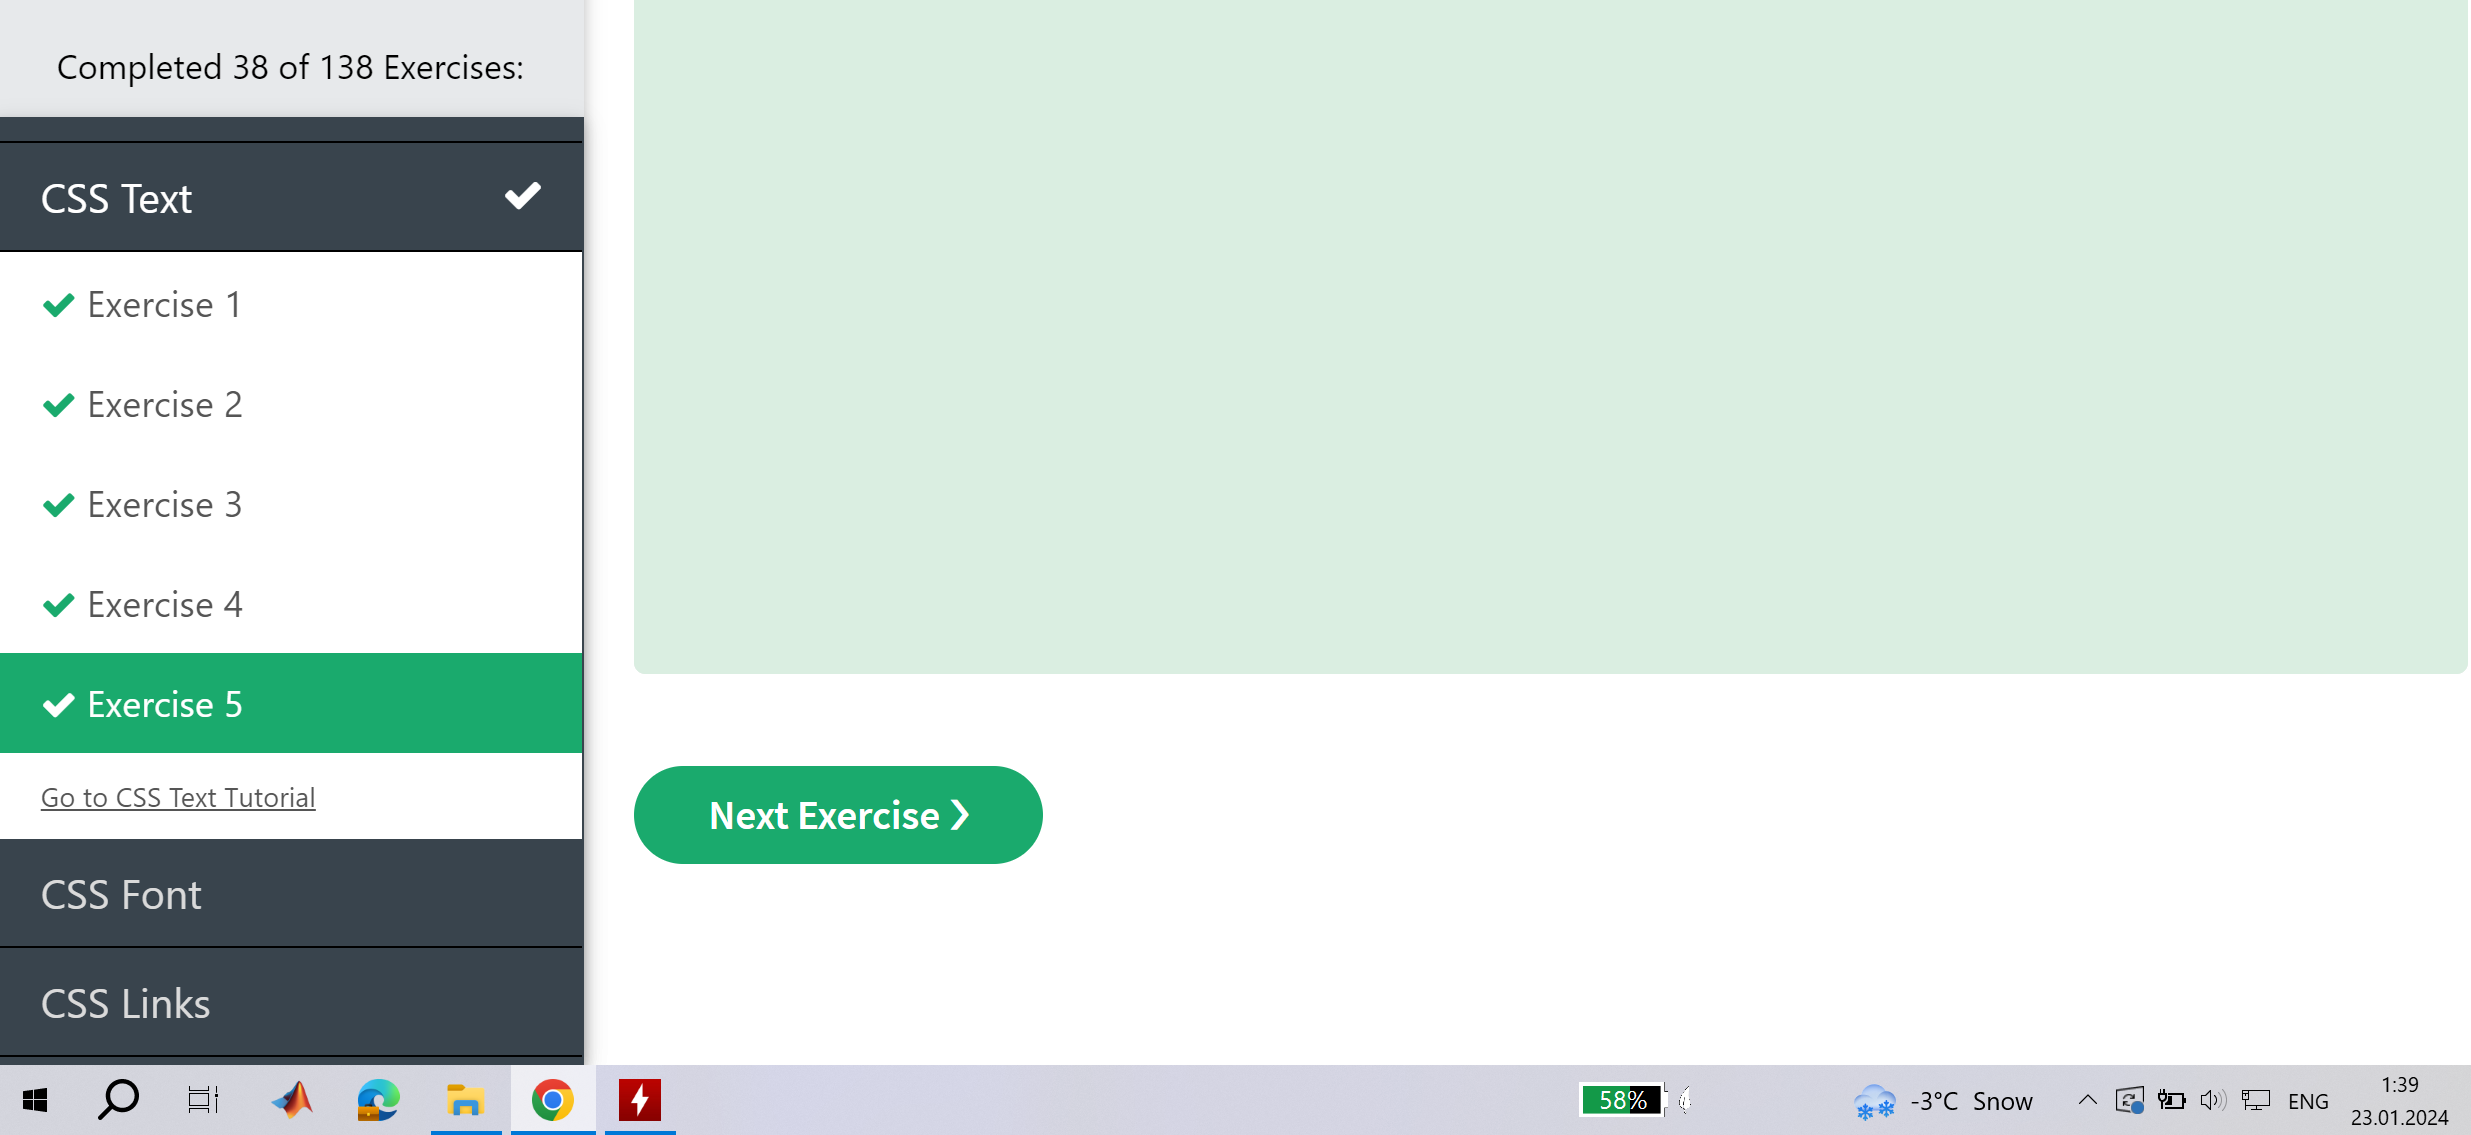 Completed 38 of 138 Exercises:
CSS Text
Exercise 1
Exercise 2
Exercise 3
Exercise 4
Exercise 5
Go to CSS Text Tutorial
CSS Font
CSS Links
Next Exercise ❯
58%
-3°C Snow
ENG
1:39
23.01.2024